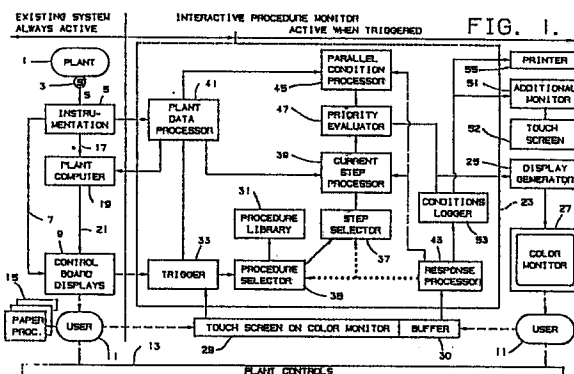 EXISTING SYSTEM
ALWAYS ACTIVE
INTERACTIVE PROCEDURE MONITOR
ACTIVE WHEN TRIGGERED
FIG. 1.
1
PLANT
3
S
5
5
INSTRU-
MENTATION
7
17
PLANT
COMPUTER
19
21
9
CONTROL
BOARD
DISPLAYS
15
PAPER
PROC.
USER
11
13
PLANT CONTROLS
41
PLANT
DATA
PROCESSOR
33
TRIGGER
31
PROCEDURE
LIBRARY
PROCEDURE
SELECTOR
35
PARALLEL
CONDITION
PROCESSOR
45
47
PRIORITY
EVALUATOR
39
CURRENT
STEP
PROCESSOR
STEP
SELECTOR
37
43
RESPONSE
PROCESSOR
CONDITIONS
LOGGER
53
23
TOUCH SCREEN ON COLOR MONITOR
BUFFER
29
30
PRINTER
55
51
ADDITIONAL
MONITOR
52
TOUCH
SCREEN
25
DISPLAY
GENERATOR
27
COLOR
MONITOR
USER
11